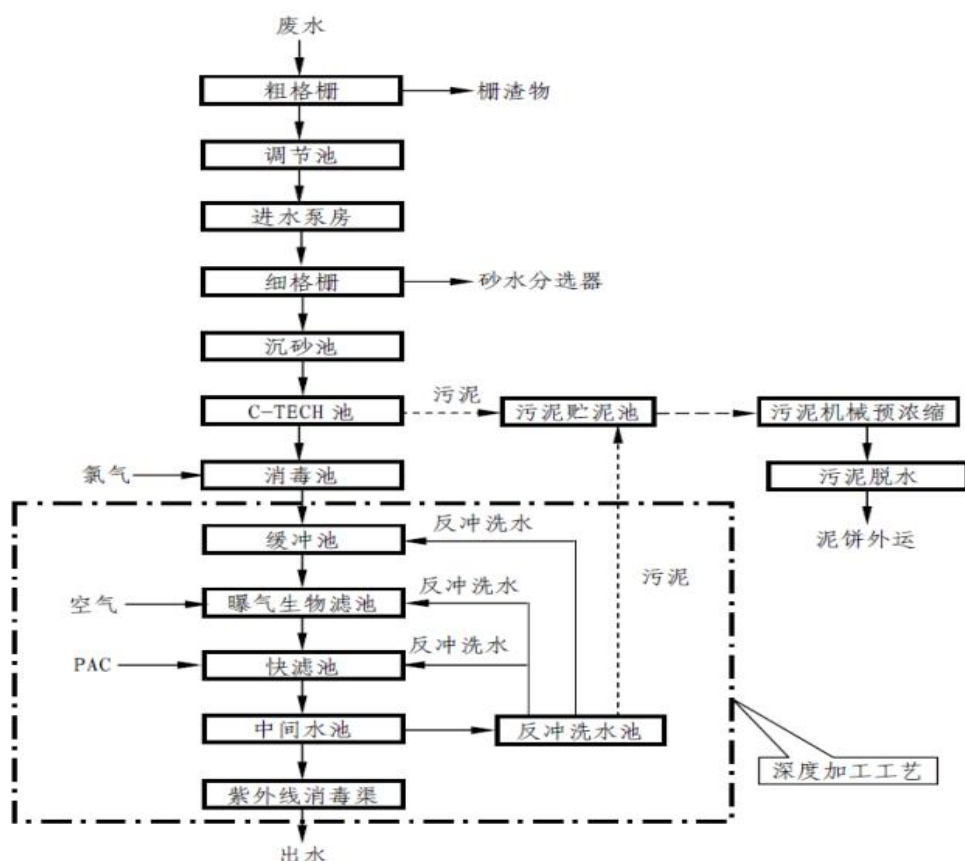 废水
粗格栅
栅渣物
调节池
进水泵房
细格栅
砂水分选器
沉砂池
C-TECH 池
污泥
污泥贮泥池
污泥机械预浓缩
氯气
消毒池
污泥脱水
反冲洗水
缓冲池
泥饼外运
污泥
反冲洗水
空气
曝气生物滤池
反冲洗水
PAC
快滤池
中间水池
反冲洗水池
深度加工工艺
紫外线消毒渠
出水